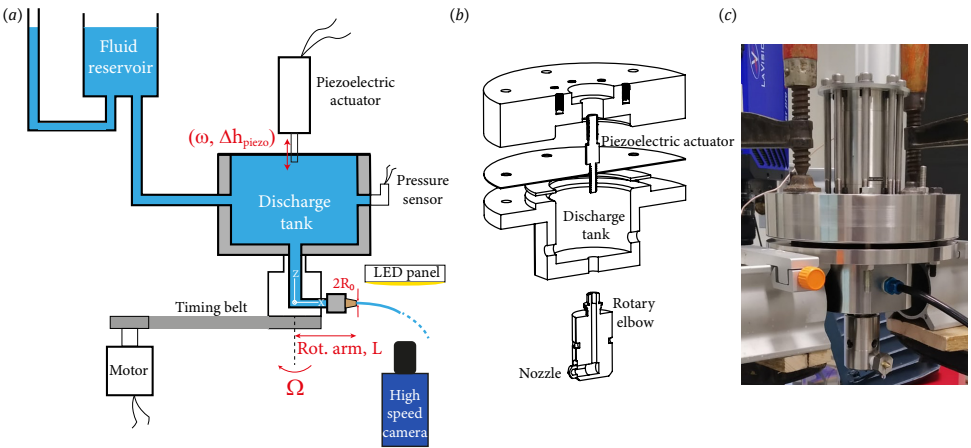 (a)
Fluid
reservoir
Piezoelectric
actuator
(ω, Δhpiezo)
Discharge
tank
Pressure
sensor
z
LED panel
2R₀
Timing belt
Rot. arm, L
Motor
Ω
High
speed
camera
(b)
Piezoelectric actuator
Discharge
tank
Rotary
elbow
Nozzle
(c)
LAVISION